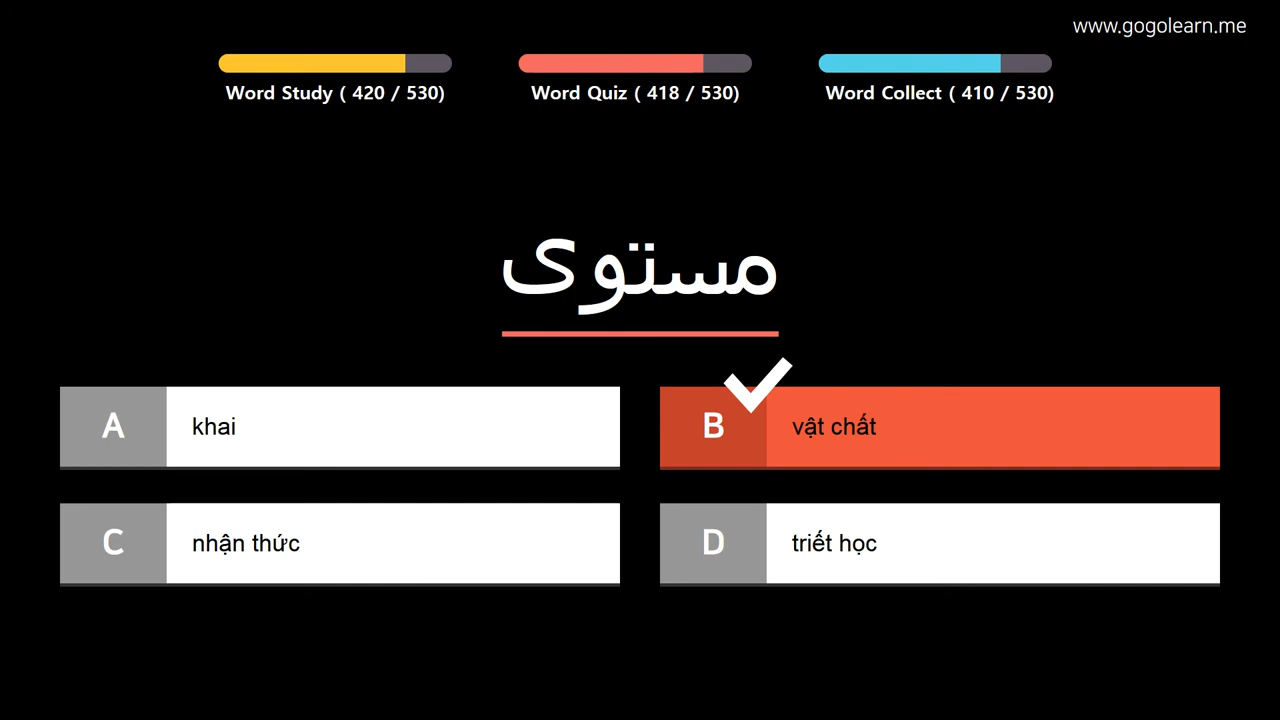 www.gogolearn.me
Word Study ( 420 / 530)
Word Quiz ( 418 / 530)
Word Collect ( 410 / 530)
مستوى
A khai
B vật chất
C nhận thức
D triết học